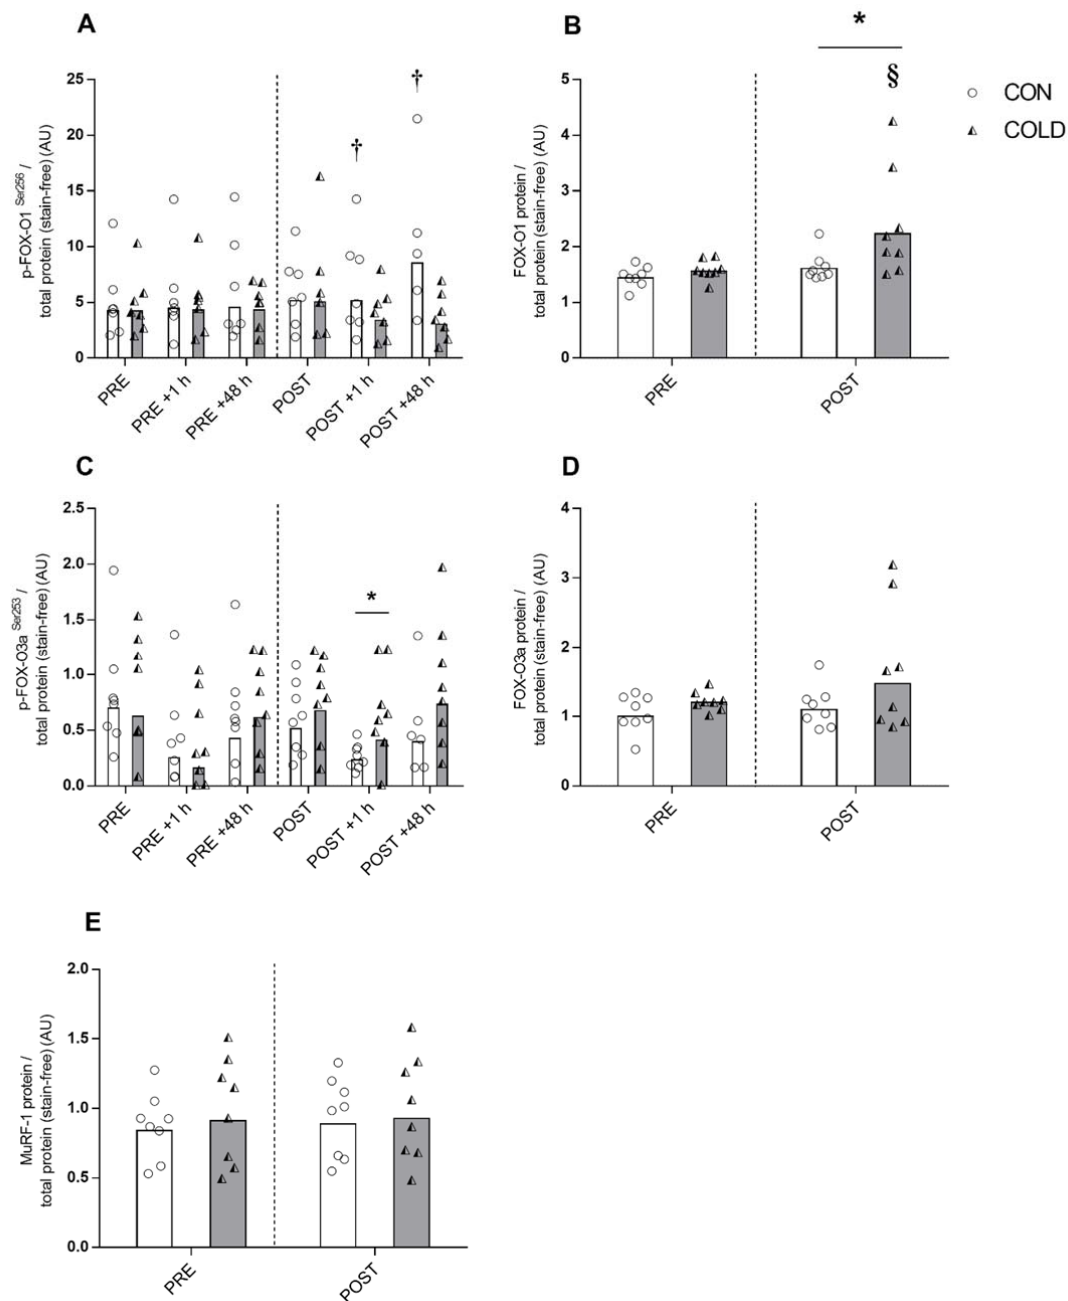 A
p-FOX-O1 Ser256 /
total protein (stain-free) (AU)
25
20
15
10
5
0
†
†
PRE
PRE +1 h
PRE +48 h
POST
POST +1 h
POST +48 h
B
FOX-O1 protein /
total protein (stain-free) (AU)
5
4
3
2
1
0
*
§
PRE
POST
CON
COLD
C
p-FOX-O3a Ser253 /
total protein (stain-free) (AU)
2.5
2.0
1.5
1.0
0.5
0.0
*
PRE
PRE +1 h
PRE +48 h
POST
POST +1 h
POST +48 h
D
FOX-O3a protein /
total protein (stain-free) (AU)
4
3
2
1
0
PRE
POST
E
MuRF-1 protein /
total protein (stain-free) (AU)
2.0
1.5
1.0
0.5
0.0
PRE
POST